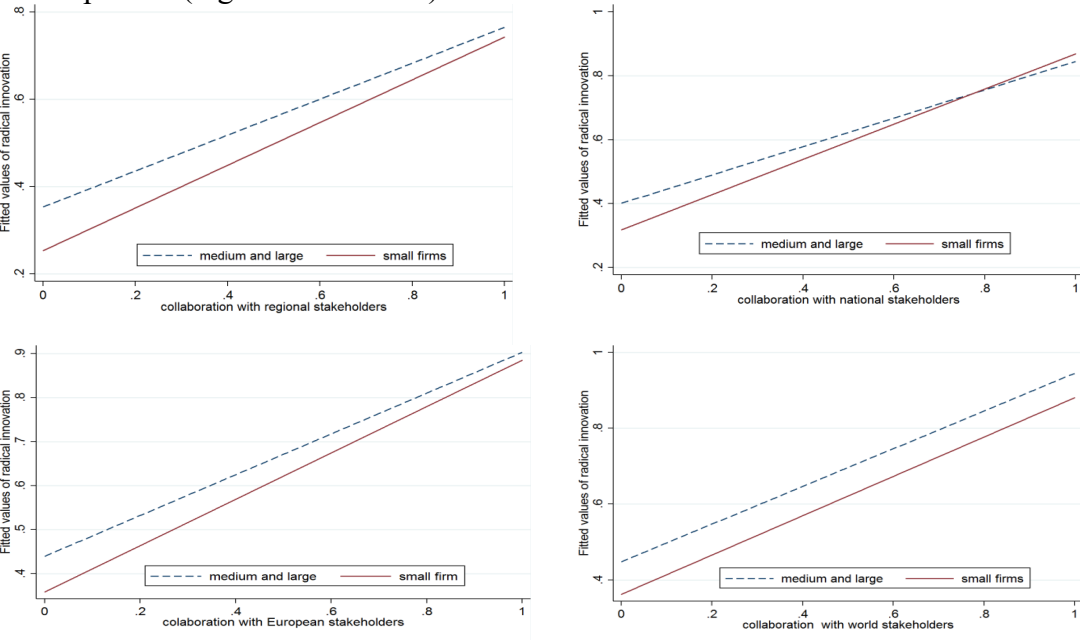 .8
.6
.4
.2
Fitted values of radical innovation
medium and large small firms
0 .2 .4 .6 .8 1
collaboration with regional stakeholders
1
.8
.6
.4
.2
Fitted values of radical innovation
medium and large small firms
0 .2 .4 .6 .8 1
collaboration with national stakeholders
.9
.8
.7
.6
.5
.4
Fitted values of radical innovation
medium and large small firm
0 .2 .4 .6 .8 1
colaboration with European stakeholders
1
.8
.6
.4
Fitted values of radical innovation
medium and large small firms
0 .2 .4 .6 .8 1
colaboration with world stakeholders